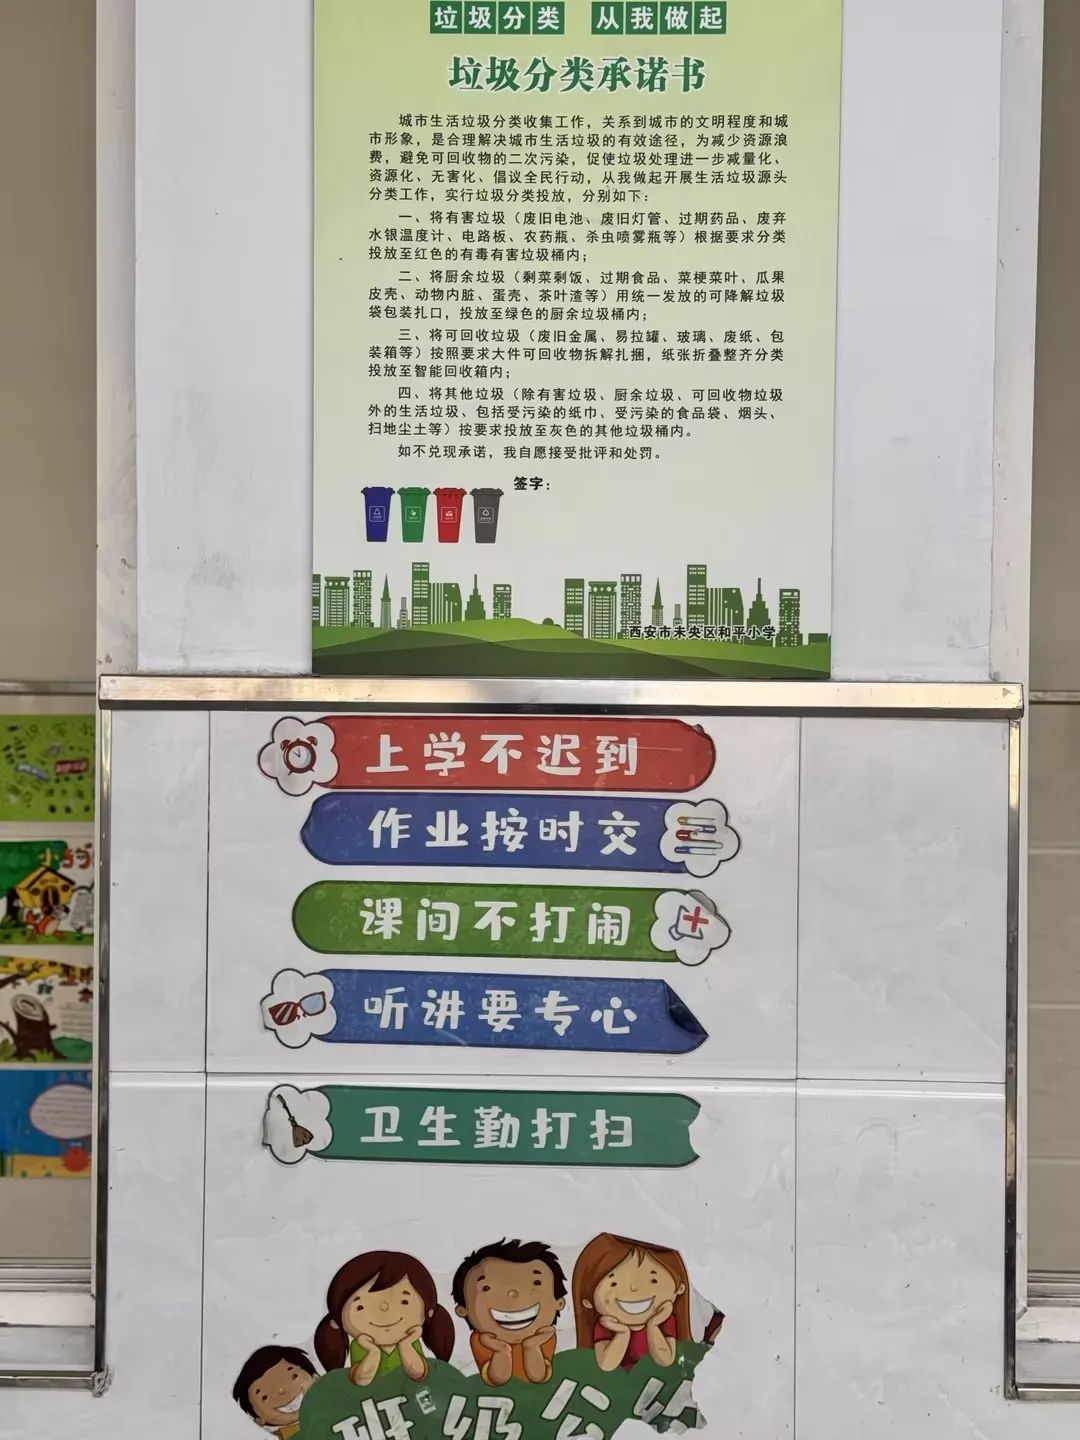 垃圾分类 从我做起
垃圾分类承诺书
城市生活垃圾分类收集工作，关系到城市的文明程度和城
市形象，是合理解决城市生活垃圾的有效途径，为减少资源浪
费，避免可回收物的二次污染，促使垃圾处理进一步减量化、
资源化、无害化、倡议全民行动，从我做起开展生活垃圾源头
分类工作，实行垃圾分类投放，分别如下：
一、将有害垃圾（废旧电池、废旧灯管、过期药品、废弃
水银温度计、电路板、农药瓶、杀虫喷雾瓶等）根据要求分类
投放至红色的有毒有害垃圾桶内；
二、将厨余垃圾（剩菜剩饭、过期食品、菜梗菜叶、瓜果
皮壳、动物内脏、蛋壳、茶叶渣等）用统一发放的可降解垃圾
袋包装扎口，投放至绿色的厨余垃圾桶内；
三、将可回收垃圾（废旧金属、易拉罐、玻璃、废纸、包
装箱等）按照要求大件可回收物拆解扎捆，纸张折叠整齐分类
投放至智能回收箱内；
四、将其他垃圾（除有害垃圾、厨余垃圾、可回收物垃圾
外的生活垃圾、包括受污染的纸巾、受污染的食品袋、烟头、
扫地尘土等）按要求投放至灰色的其他垃圾桶内。
如不兑现承诺，我自愿接受批评和处罚。
签字：
西安市未央区和平小学
上学不迟到
作业按时交
课间不打闹
听讲要专心
卫生勤打扫
班级公约